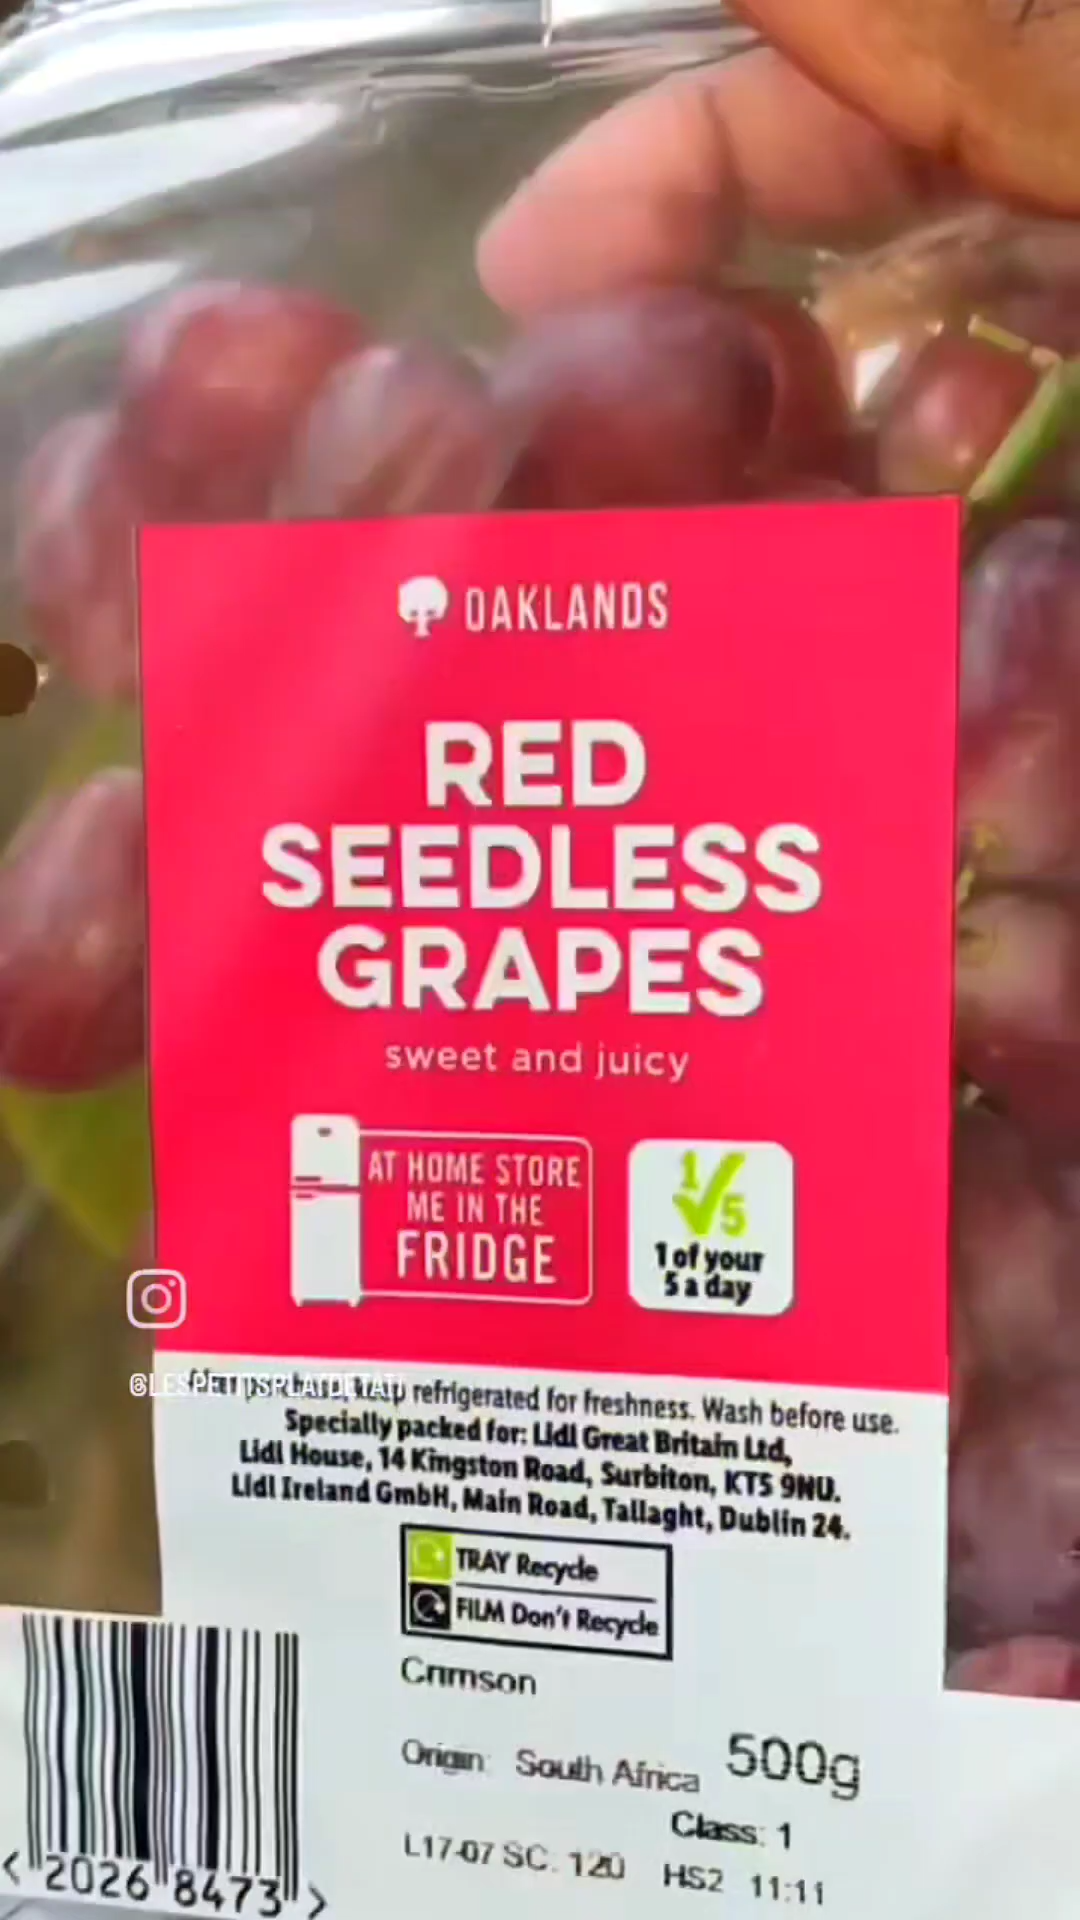 OAKLANDS
RED
SEEDLESS
GRAPES
sweet and juicy
AT HOME STORE
ME IN THE
FRIDGE
1/5
1 of your
5 a day
refrigerated for freshness. Wash before use.
@LESPETITSPLATDETATI
Specially packed for: Lidl Great Britain Ltd,
Lidl House, 14 Kingston Road, Surbiton, KT5 9NU.
Lidl Ireland GmbH, Main Road, Tallaght, Dublin 24.
TRAY Recycle
FILM Don't Recycle
Crimson
Origin: South Africa 500g
Class: 1
L17-07 SC: 120 HS2 11:11
< 2026 8473 >